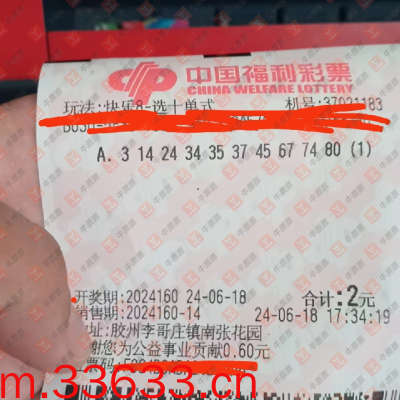 中国福利彩票
CHINA WELFARE LOTTERY
玩法:快乐8-选十单式 机号:37021183
A. 3 14 24 34 35 37 45 67 74 80 (1)
开奖期:2024160 24-06-18 合计:2元
销售期:2024160-14 24-06-18 17:34:19
址:胶州李哥庄镇南张花园
谢您为公益事业贡献0.60元
m.33633.cn